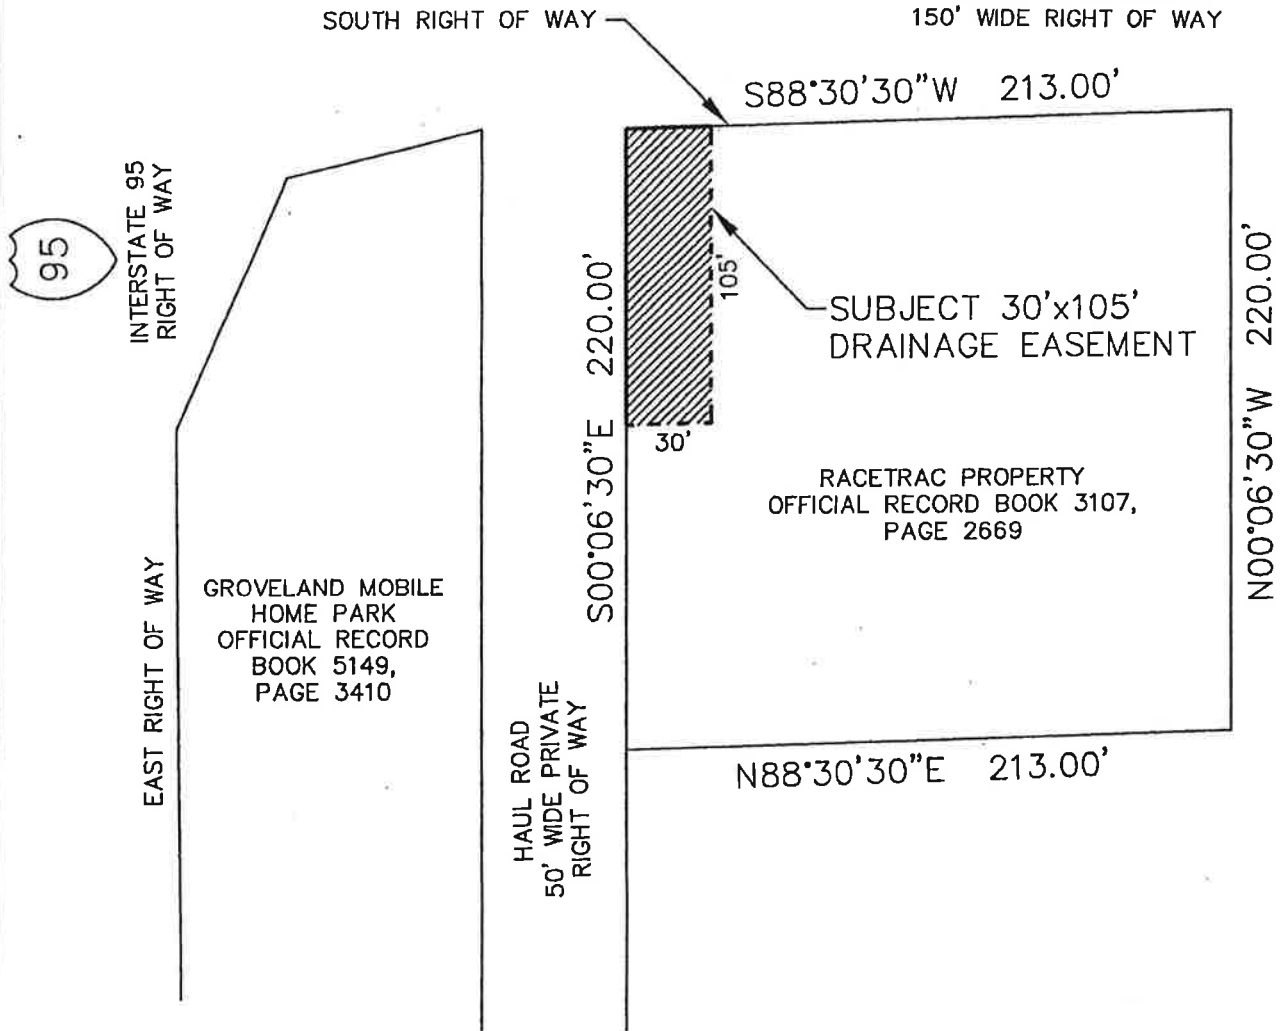 SOUTH RIGHT OF WAY
150' WIDE RIGHT OF WAY
S88°30'30"W 213.00'
95
INTERSTATE 95
RIGHT OF WAY
220.00'
S00°06'30"E
105'
30'
SUBJECT 30'x105'
DRAINAGE EASEMENT
N00°06'30"W 220.00'
RACETRAC PROPERTY
OFFICIAL RECORD BOOK 3107,
PAGE 2669
EAST RIGHT OF WAY
GROVELAND MOBILE
HOME PARK
OFFICIAL RECORD
BOOK 5149,
PAGE 3410
HAUL ROAD
50' WIDE PRIVATE
RIGHT OF WAY
N88°30'30"E 213.00'